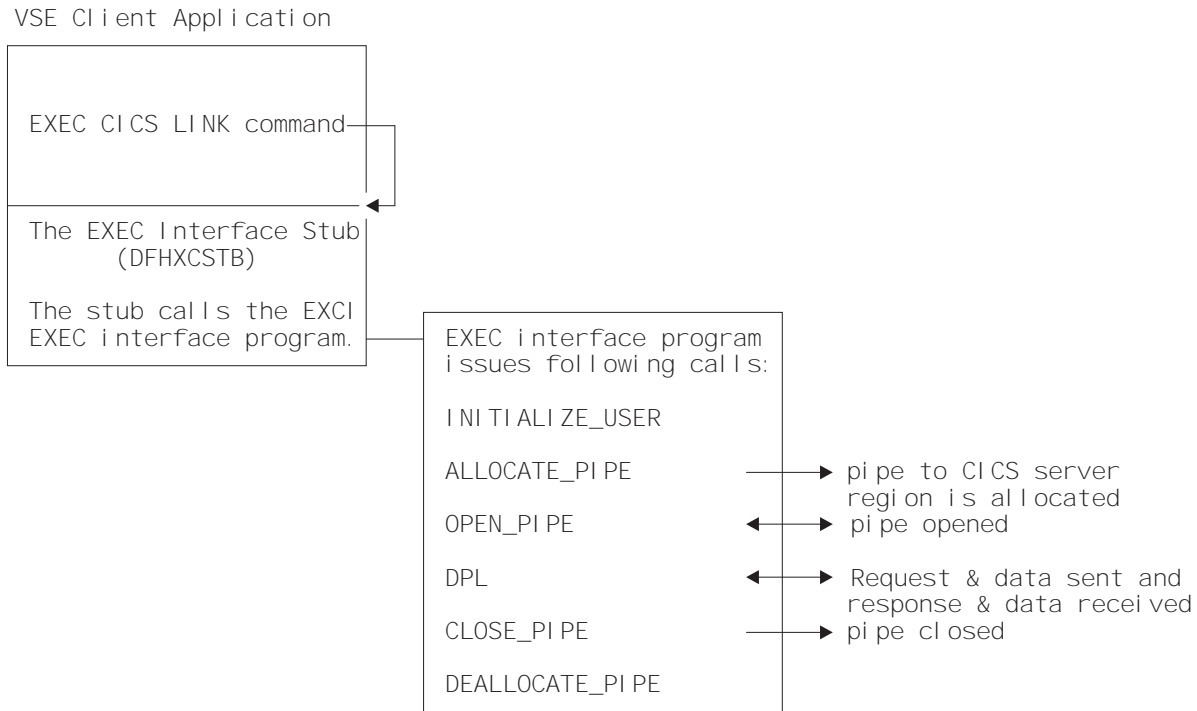 VSE Client Application
EXEC CICS LINK command
The EXEC Interface Stub
(DFHXCSTB)
The stub calls the EXCI
EXEC interface program.
EXEC interface program
issues following calls:
INITIALIZE_USER
ALLOCATE_PIPE
pipe to CICS server
region is allocated
OPEN_PIPE
pipe opened
DPL
Request & data sent and
response & data received
CLOSE_PIPE
pipe closed
DEALLOCATE_PIPE